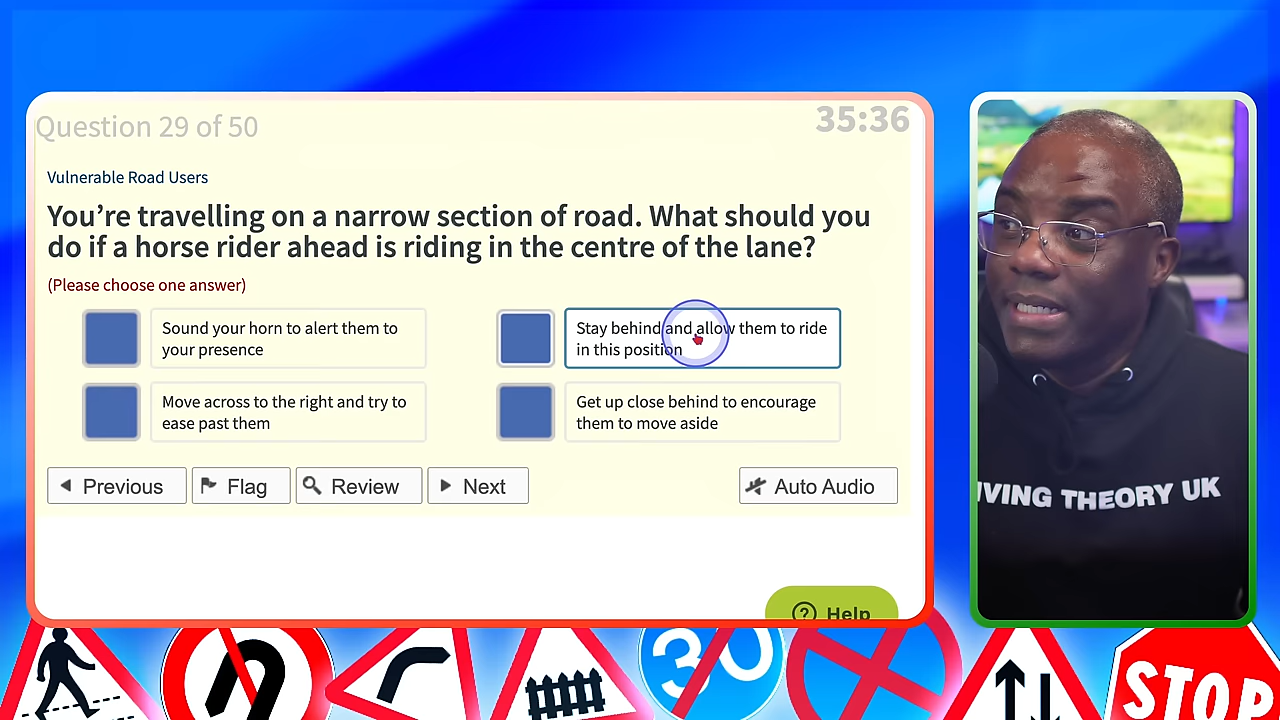 Question 29 of 50
35:36
Vulnerable Road Users
You're travelling on a narrow section of road. What should you
do if a horse rider ahead is riding in the centre of the lane?
(Please choose one answer)
Sound your horn to alert them to
your presence
Stay behind and allow them to ride
in this position
Move across to the right and try to
ease past them
Get up close behind to encourage
them to move aside
Previous
Flag
Review
Next
Auto Audio
Help
IVING THEORY UK
30
STOP